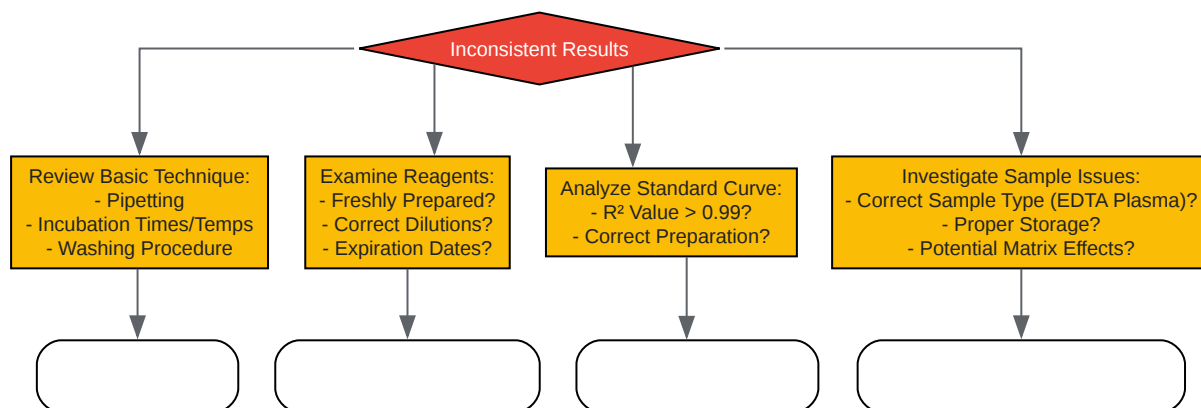 Inconsistent Results
Review Basic Technique:
- Pipetting
- Incubation Times/Temps
- Washing Procedure
Examine Reagents:
- Freshly Prepared?
- Correct Dilutions?
- Expiration Dates?
Analyze Standard Curve:
- R² Value > 0.99?
- Correct Preparation?
Investigate Sample Issues:
- Correct Sample Type (EDTA Plasma)?
- Proper Storage?
- Potential Matrix Effects?